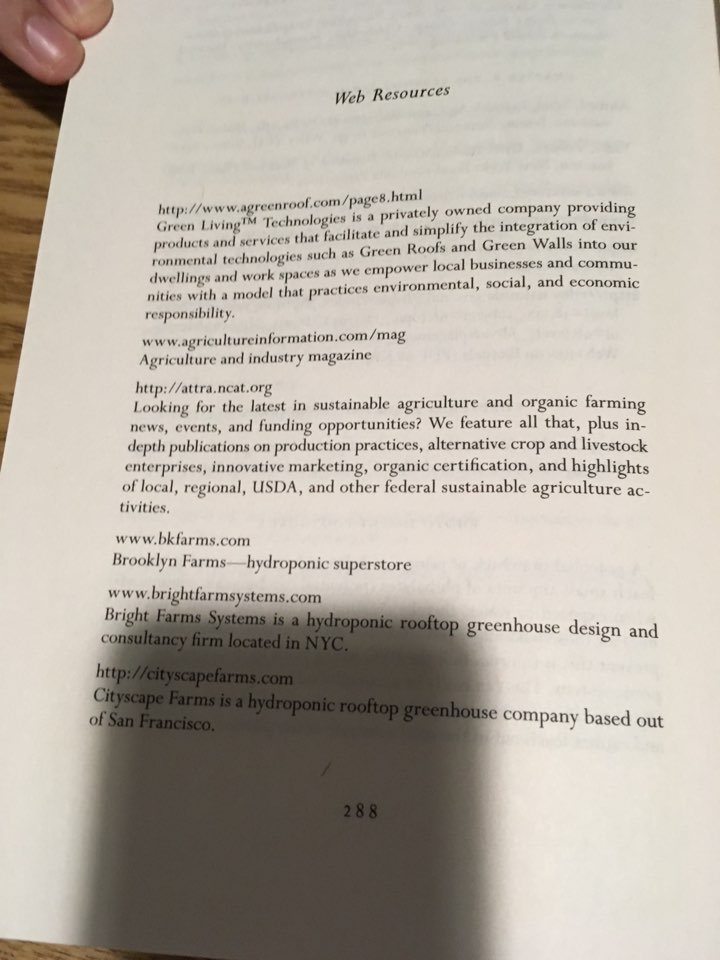 Web Resources
http://www.agreenroof.com/page8.html
Green Living™ Technologies is a privately owned company providing
products and services that facilitate and simplify the integration of envi-
ronmental technologies such as Green Roofs and Green Walls into our
dwellings and work spaces as we empower local businesses and commu-
nities with a model that practices environmental, social, and economic
responsibility.
www.agricultureinformation.com/mag
Agriculture and industry magazine
http://attra.ncat.org
Looking for the latest in sustainable agriculture and organic farming
news, events, and funding opportunities? We feature all that, plus in-
depth publications on production practices, alternative crop and livestock
enterprises, innovative marketing, organic certification, and highlights
of local, regional, USDA, and other federal sustainable agriculture ac-
tivities.
www.bkfarms.com
Brooklyn Farms—hydroponic superstore
www.brightfarmsystems.com
Bright Farms Systems is a hydroponic rooftop greenhouse design and
consultancy firm located in NYC.
http://cityscapefarms.com
Cityscape Farms is a hydroponic rooftop greenhouse company based out
of San Francisco.
288